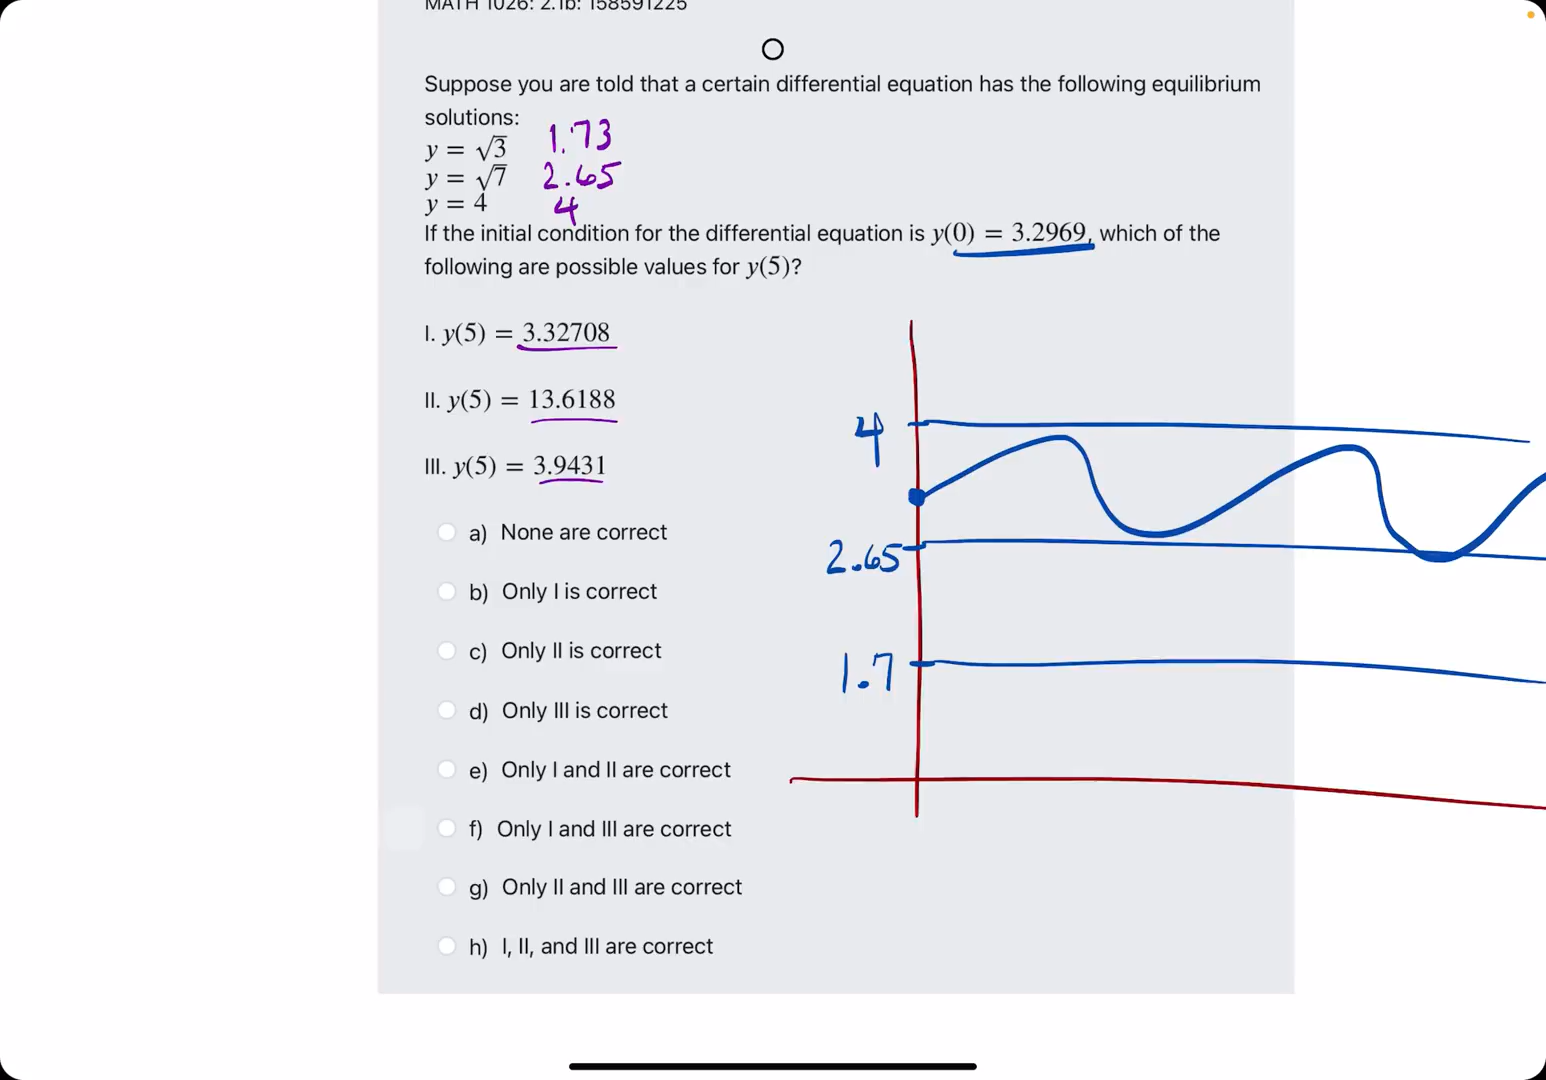 MATH 1026: 2.1b: 158591225
Suppose you are told that a certain differential equation has the following equilibrium
solutions:
y = √3 1.73
y = √7 2.65
y = 4 4
If the initial condition for the differential equation is y(0) = 3.2969, which of the
following are possible values for y(5)?
I. y(5) = 3.32708
II. y(5) = 13.6188
III. y(5) = 3.9431
a) None are correct
b) Only I is correct
c) Only II is correct
d) Only III is correct
e) Only I and II are correct
f) Only I and III are correct
g) Only II and III are correct
h) I, II, and III are correct
4
2.65
1.7